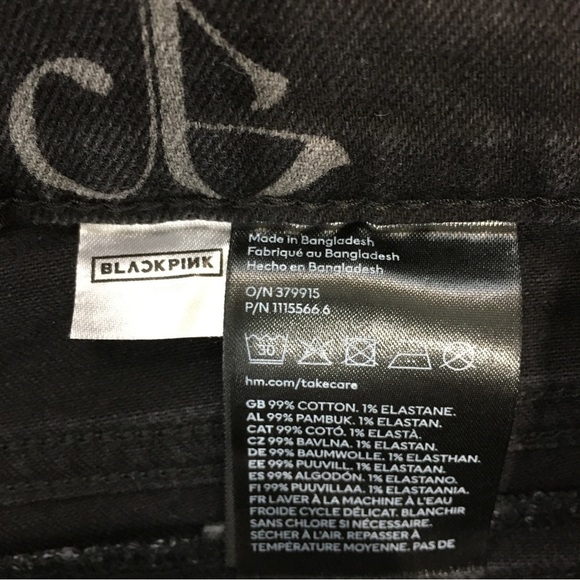 BLɅƆKPIИK
Made in Bangladesh
Fabriqué au Bangladesh
Hecho en Bangladesh
O/N 379915
P/N 1115566.6
30
hm.com/takecare
GB 99% COTTON. 1% ELASTANE.
AL 99% PAMBUK. 1% ELASTAN.
CAT 99% COTÓ. 1% ELASTÀ.
CZ 99% BAVLNA. 1% ELASTAN.
DE 99% BAUMWOLLE. 1% ELASTHAN.
EE 99% PUUVILL. 1% ELASTAAN.
ES 99% ALGODÓN. 1% ELASTANO.
FI 99% PUUVILLAA. 1% ELASTAANIA.
FR LAVER À LA MACHINE À L'EAU
FROIDE CYCLE DÉLICAT. BLANCHIR
SANS CHLORE SI NÉCESSAIRE.
SÉCHER À L'AIR. REPASSER À
TEMPÉRATURE MOYENNE. PAS DE